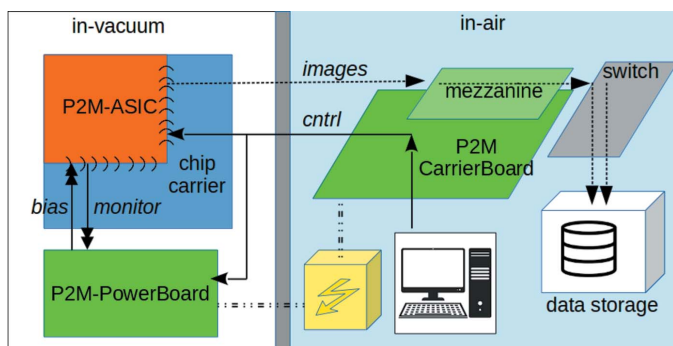 in-vacuum
in-air
images
switch
mezzanine
P2M-ASIC
cntrl
P2M
CarrierBoard
chip
carrier
bias
monitor
P2M-PowerBoard
data storage